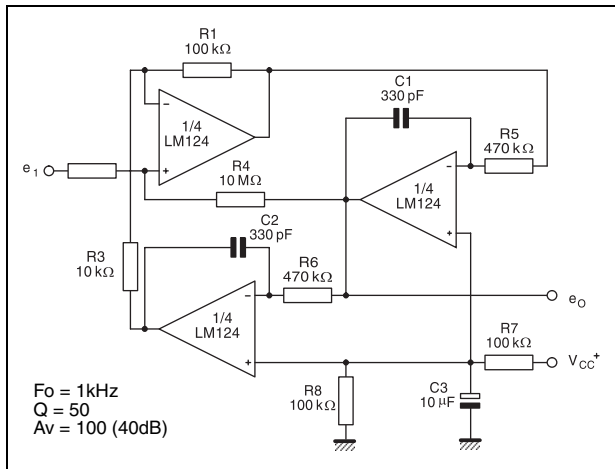 R1
100 kΩ
C1
330 pF
R5
470 kΩ
-
1/4
LM124
+
e1
R4
10 MΩ
-
1/4
LM124
+
C2
330 pF
R3
10 kΩ
R6
470 kΩ
-
1/4
LM124
+
eO
R7
100 kΩ
VCC+
R8
100 kΩ
C3
10 µF
Fo = 1kHz
Q = 50
Av = 100 (40dB)